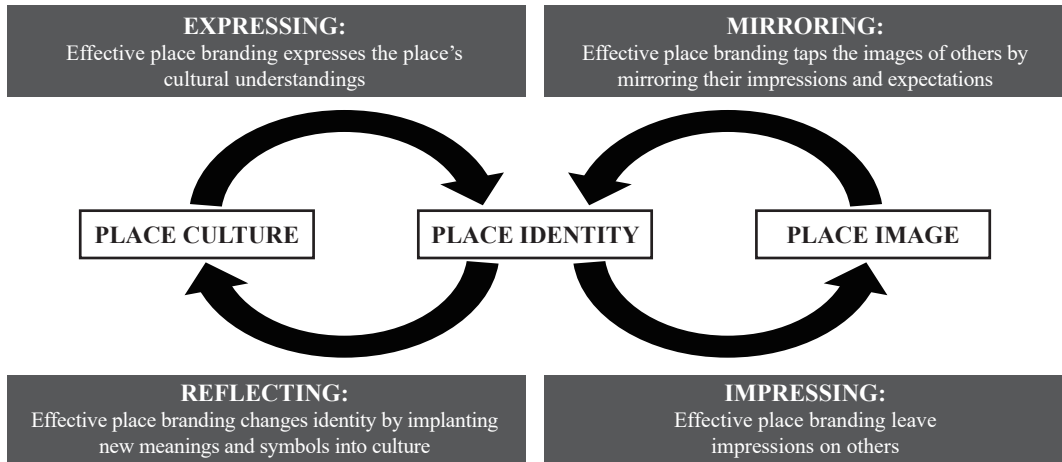 EXPRESSING:
Effective place branding expresses the place's
cultural understandings
MIRRORING:
Effective place branding taps the images of others by
mirroring their impressions and expectations
PLACE CULTURE
PLACE IDENTITY
PLACE IMAGE
REFLECTING:
Effective place branding changes identity by implanting
new meanings and symbols into culture
IMPRESSING:
Effective place branding leave
impressions on others